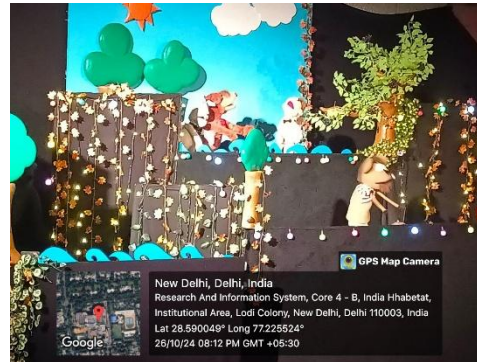 GPS Map Camera
New Delhi, Delhi, India
Research And Information System, Core 4 - B, India Hhabetat,
Institutional Area, Lodi Colony, New Delhi, Delhi 110003, India
Lat 28.590049° Long 77.225524°
26/10/24 08:12 PM GMT +05:30
Google